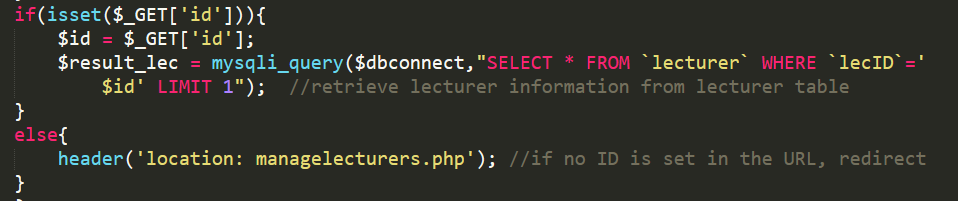 if(isset($_GET['id'])){
$id = $_GET['id'];
$result_lec = mysqli_query($dbconnect,"SELECT * FROM `lecturer` WHERE `lecID`='
$id' LIMIT 1");  //retrieve lecturer information from lecturer table
}
else{
header('location: managelecturers.php'); //if no ID is set in the URL, redirect
}